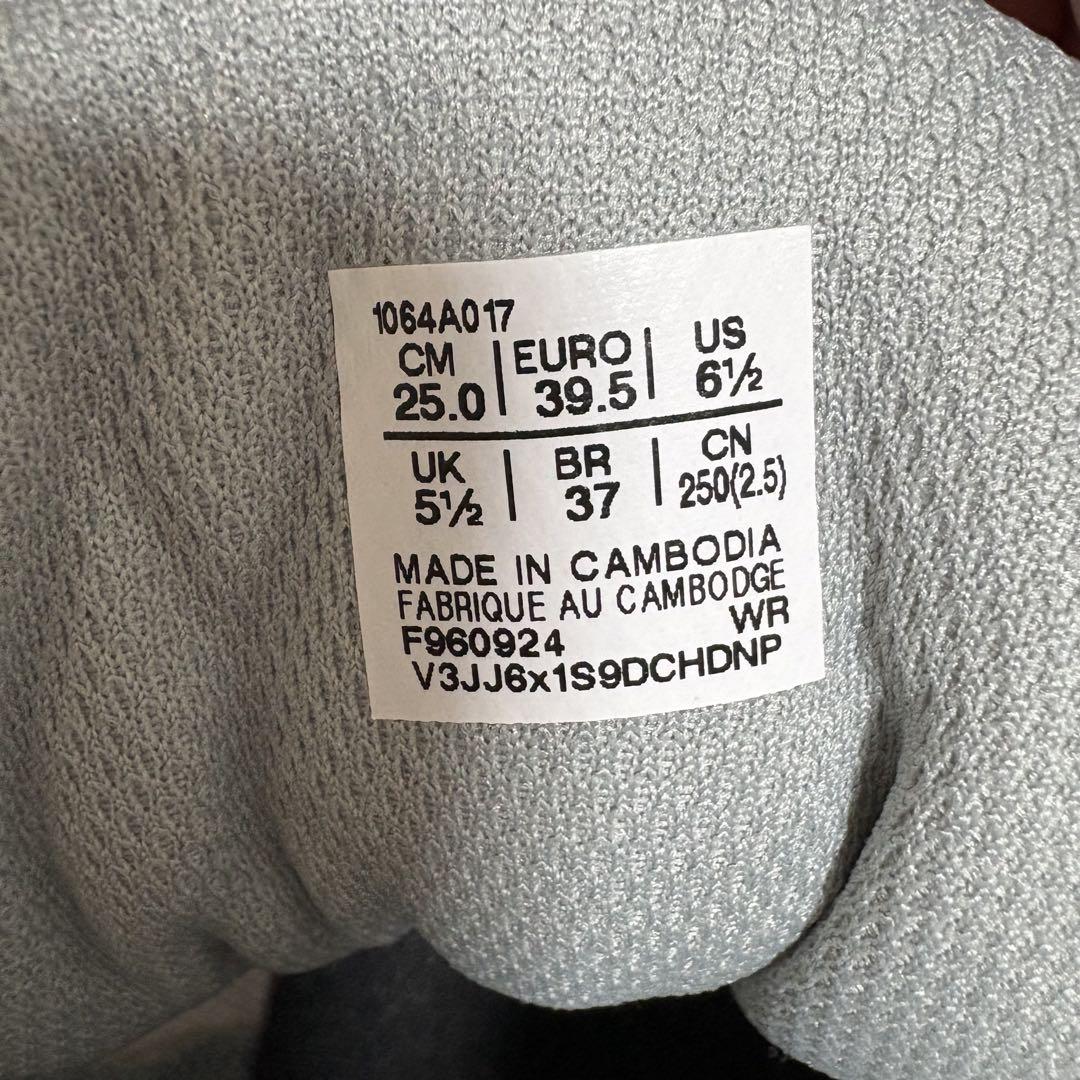 1064A017
CM | EURO | US
25.0 | 39.5 | 6½
UK | BR | CN
5½ | 37 | 250(2.5)
MADE IN CAMBODIA
FABRIQUE AU CAMBODGE
F960924 WR
V3JJ6x1S9DCHDNP